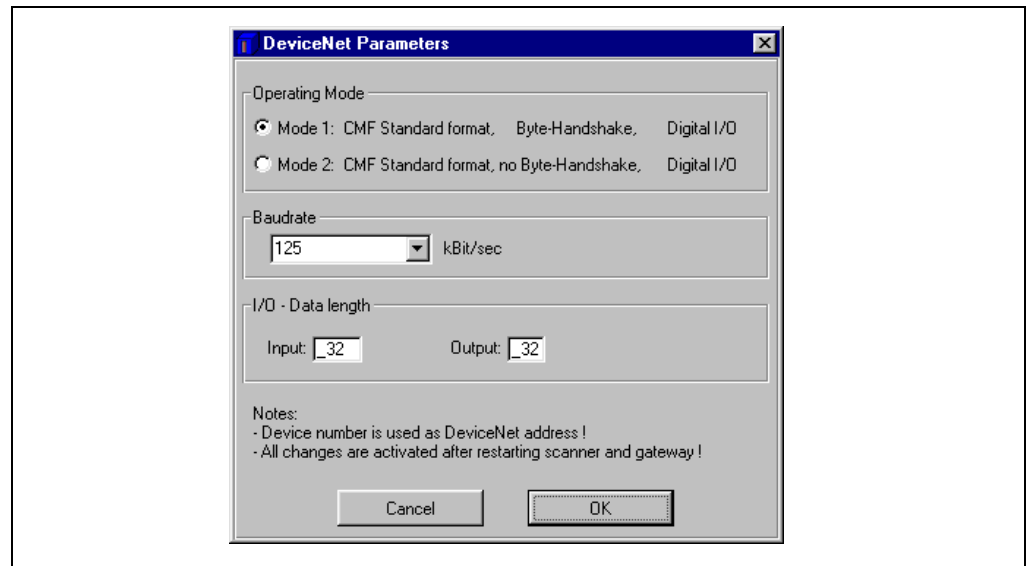 DeviceNet Parameters
Operating Mode
Mode 1: CMF Standard format, Byte-Handshake, Digital I/O
Mode 2: CMF Standard format, no Byte-Handshake, Digital I/O
Baudrate
125 kBit/sec
I/O - Data length
Input: _32 Output: _32
Notes:
- Device number is used as DeviceNet address !
- All changes are activated after restarting scanner and gateway !
Cancel OK